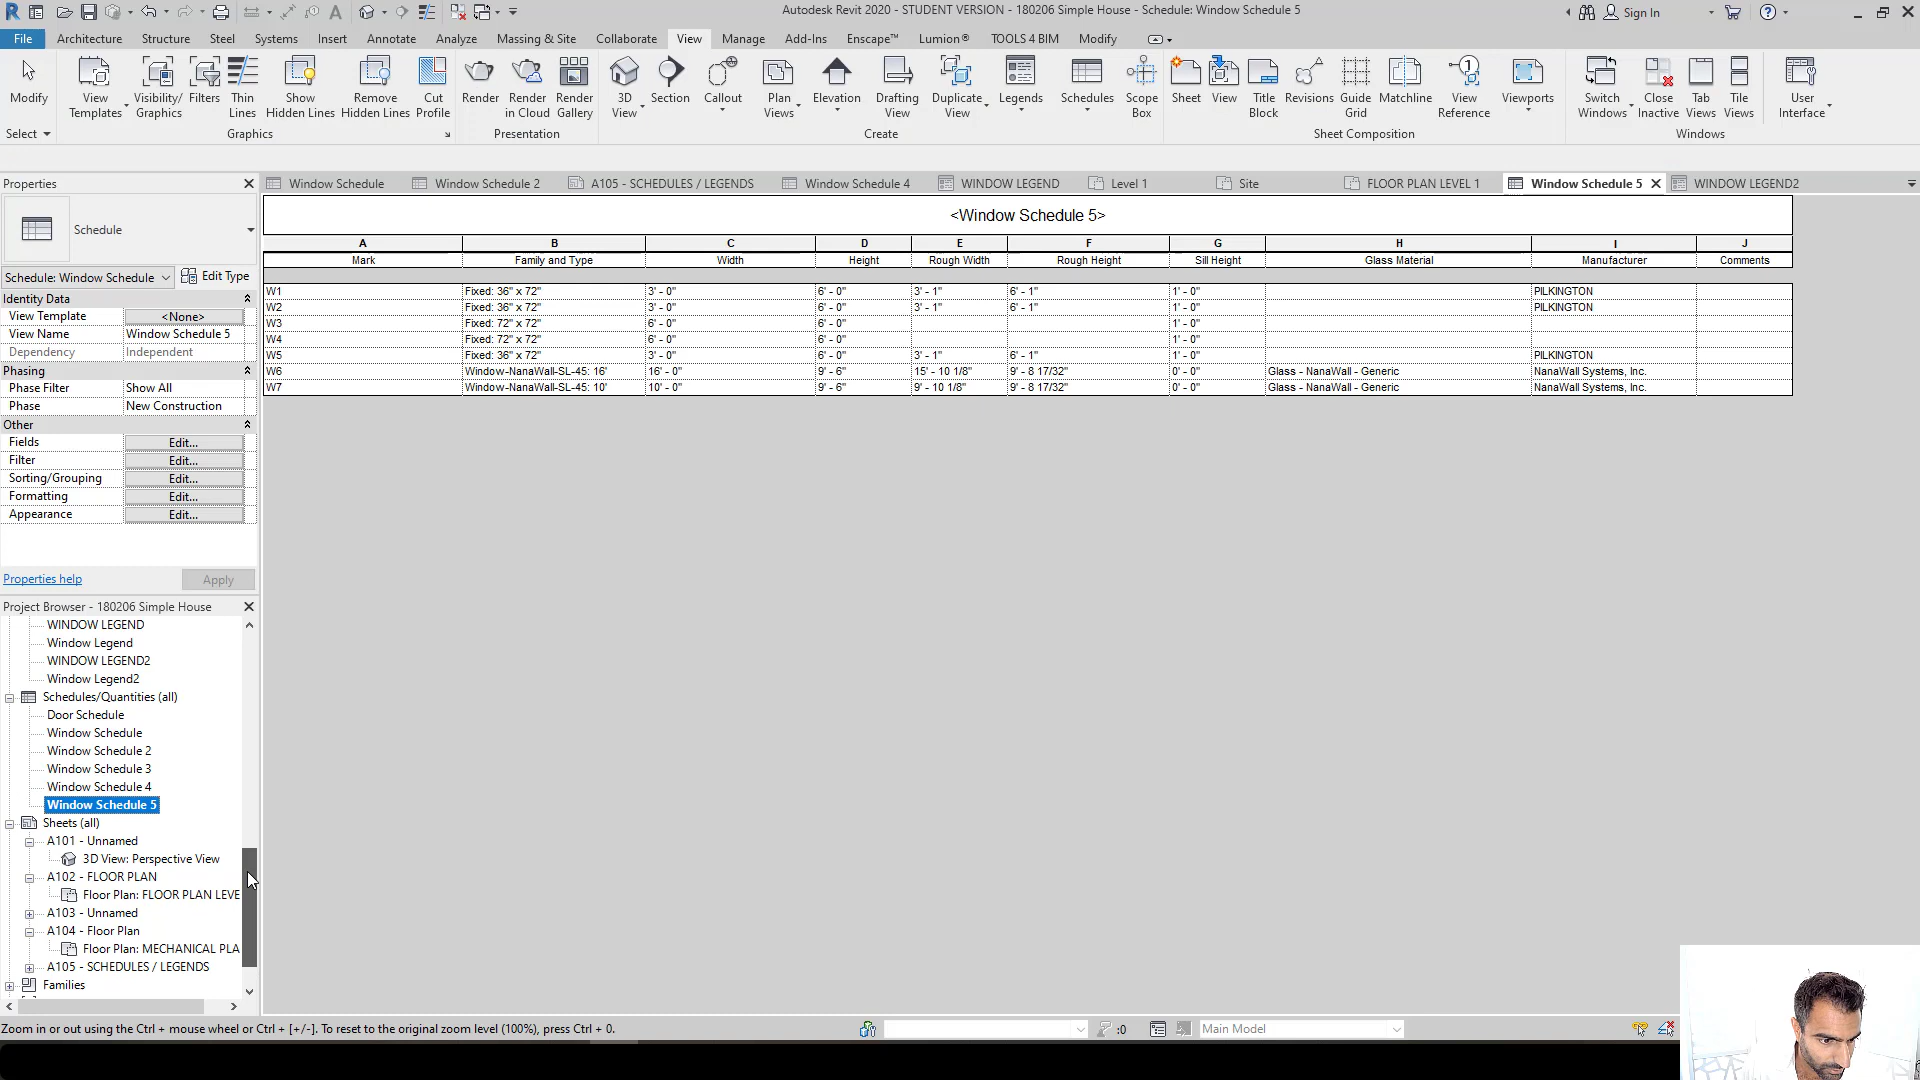 Autodesk Revit 2020 - STUDENT VERSION - 180206 Simple House - Schedule: Window Schedule 5
Sign In
File Architecture Structure Steel Systems Insert Annotate Analyze Massing & Site Collaborate View Manage Add-Ins Enscape™ Lumion® TOOLS 4 BIM Modify
Modify
View Templates
Visibility/ Graphics
Filters
Thin Lines
Show Hidden Lines
Remove Hidden Lines
Cut Profile
Render
Render in Cloud
Render Gallery
3D View
Section
Callout
Plan Views
Elevation
Drafting View
Duplicate View
Legends
Schedules
Scope Box
Sheet
View
Title Block
Revisions
Guide Grid
Matchline
View Reference
Viewports
Switch Windows
Close Inactive
Tab Views
Tile Views
User Interface
Select Graphics Presentation Create Sheet Composition Windows
Properties
Window Schedule Window Schedule 2 A105 - SCHEDULES / LEGENDS Window Schedule 4 WINDOW LEGEND Level 1 Site FLOOR PLAN LEVEL 1 Window Schedule 5 WINDOW LEGEND2
Schedule
Schedule: Window Schedule Edit Type
Identity Data
View Template <None>
View Name Window Schedule 5
Dependency Independent
Phasing
Phase Filter Show All
Phase New Construction
Other
Fields Edit...
Filter Edit...
Sorting/Grouping Edit...
Formatting Edit...
Appearance Edit...
Properties help Apply
<Window Schedule 5>
A B C D E F G H I J
Mark Family and Type Width Height Rough Width Rough Height Sill Height Glass Material Manufacturer Comments
W1 Fixed: 36" x 72" 3' - 0" 6' - 0" 3' - 1" 6' - 1" 1' - 0" PILKINGTON
W2 Fixed: 36" x 72" 3' - 0" 6' - 0" 3' - 1" 6' - 1" 1' - 0" PILKINGTON
W3 Fixed: 72" x 72" 6' - 0" 6' - 0" 1' - 0"
W4 Fixed: 72" x 72" 6' - 0" 6' - 0" 1' - 0"
W5 Fixed: 36" x 72" 3' - 0" 6' - 0" 3' - 1" 6' - 1" 1' - 0" PILKINGTON
W6 Window-NanaWall-SL-45: 16' 16' - 0" 9' - 6" 15' - 10 1/8" 9' - 8 17/32" 0' - 0" Glass - NanaWall - Generic NanaWall Systems, Inc.
W7 Window-NanaWall-SL-45: 10' 10' - 0" 9' - 6" 9' - 10 1/8" 9' - 8 17/32" 0' - 0" Glass - NanaWall - Generic NanaWall Systems, Inc.
Project Browser - 180206 Simple House
WINDOW LEGEND
Window Legend
WINDOW LEGEND2
Window Legend2
Schedules/Quantities (all)
Door Schedule
Window Schedule
Window Schedule 2
Window Schedule 3
Window Schedule 4
Window Schedule 5
Sheets (all)
A101 - Unnamed
3D View: Perspective View
A102 - FLOOR PLAN
Floor Plan: FLOOR PLAN LEVE
A103 - Unnamed
A104 - Floor Plan
Floor Plan: MECHANICAL PLA
A105 - SCHEDULES / LEGENDS
Families
Zoom in or out using the Ctrl + mouse wheel or Ctrl + [+/-]. To reset to the original zoom level (100%), press Ctrl + 0.
:0
Main Model